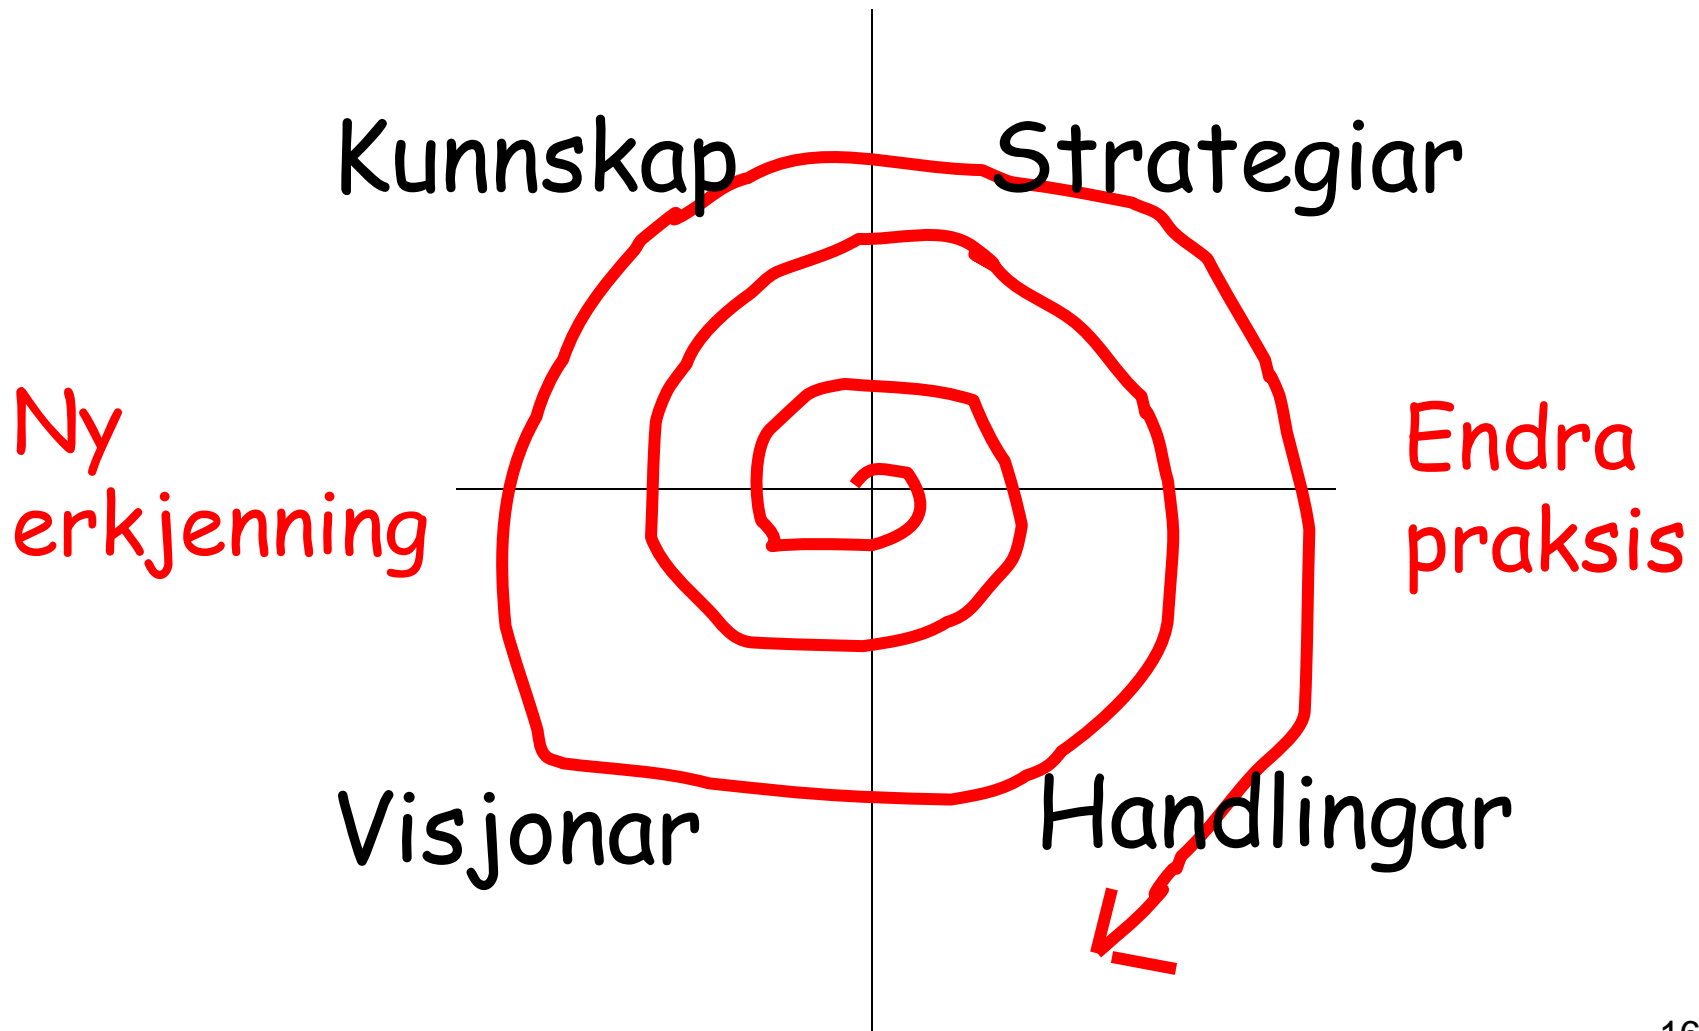 Kunnskap
Strategiar
Ny
erkjenning
Endra
praksis
Visjonar
Handlingar